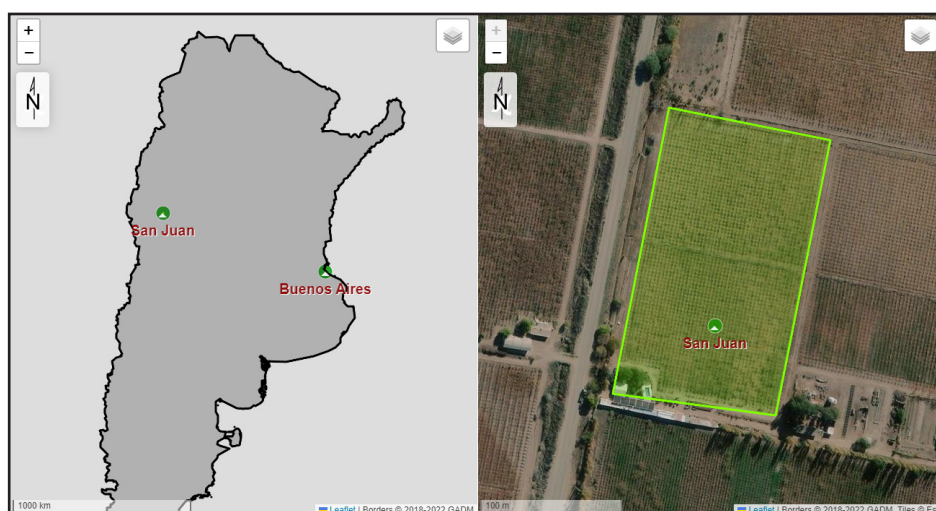 +
−
N
San Juan
Buenos Aires
1000 km
Leaflet | Borders © 2018-2022 GADM
+
−
N
San Juan
100 m
Leaflet | Borders © 2018-2022 GADM, Tiles © Es